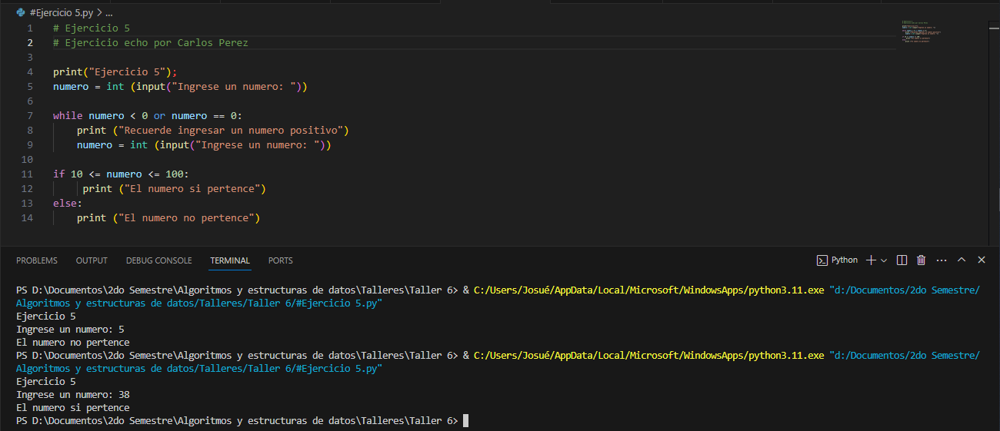 #Ejercicio 5.py > ...
1 # Ejercicio 5
2 # Ejercicio echo por Carlos Perez
3
4 print("Ejercicio 5");
5 numero = int (input("Ingrese un numero: "))
6
7 while numero < 0 or numero == 0:
8 print ("Recuerde ingresar un numero positivo")
9 numero = int (input("Ingrese un numero: "))
10
11 if 10 <= numero <= 100:
12 print ("El numero si pertence")
13 else:
14 print ("El numero no pertence")
PROBLEMS OUTPUT DEBUG CONSOLE TERMINAL PORTS Python
PS D:\Documentos\2do Semestre\Algoritmos y estructuras de datos\Talleres\Taller 6> & C:/Users/Josué/AppData/Local/Microsoft/WindowsApps/python3.11.exe "d:/Documentos/2do Semestre/
Algoritmos y estructuras de datos/Talleres/Taller 6/#Ejercicio 5.py"
Ejercicio 5
Ingrese un numero: 5
El numero no pertence
PS D:\Documentos\2do Semestre\Algoritmos y estructuras de datos\Talleres\Taller 6> & C:/Users/Josué/AppData/Local/Microsoft/WindowsApps/python3.11.exe "d:/Documentos/2do Semestre/
Algoritmos y estructuras de datos/Talleres/Taller 6/#Ejercicio 5.py"
Ejercicio 5
Ingrese un numero: 38
El numero si pertence
PS D:\Documentos\2do Semestre\Algoritmos y estructuras de datos\Talleres\Taller 6>